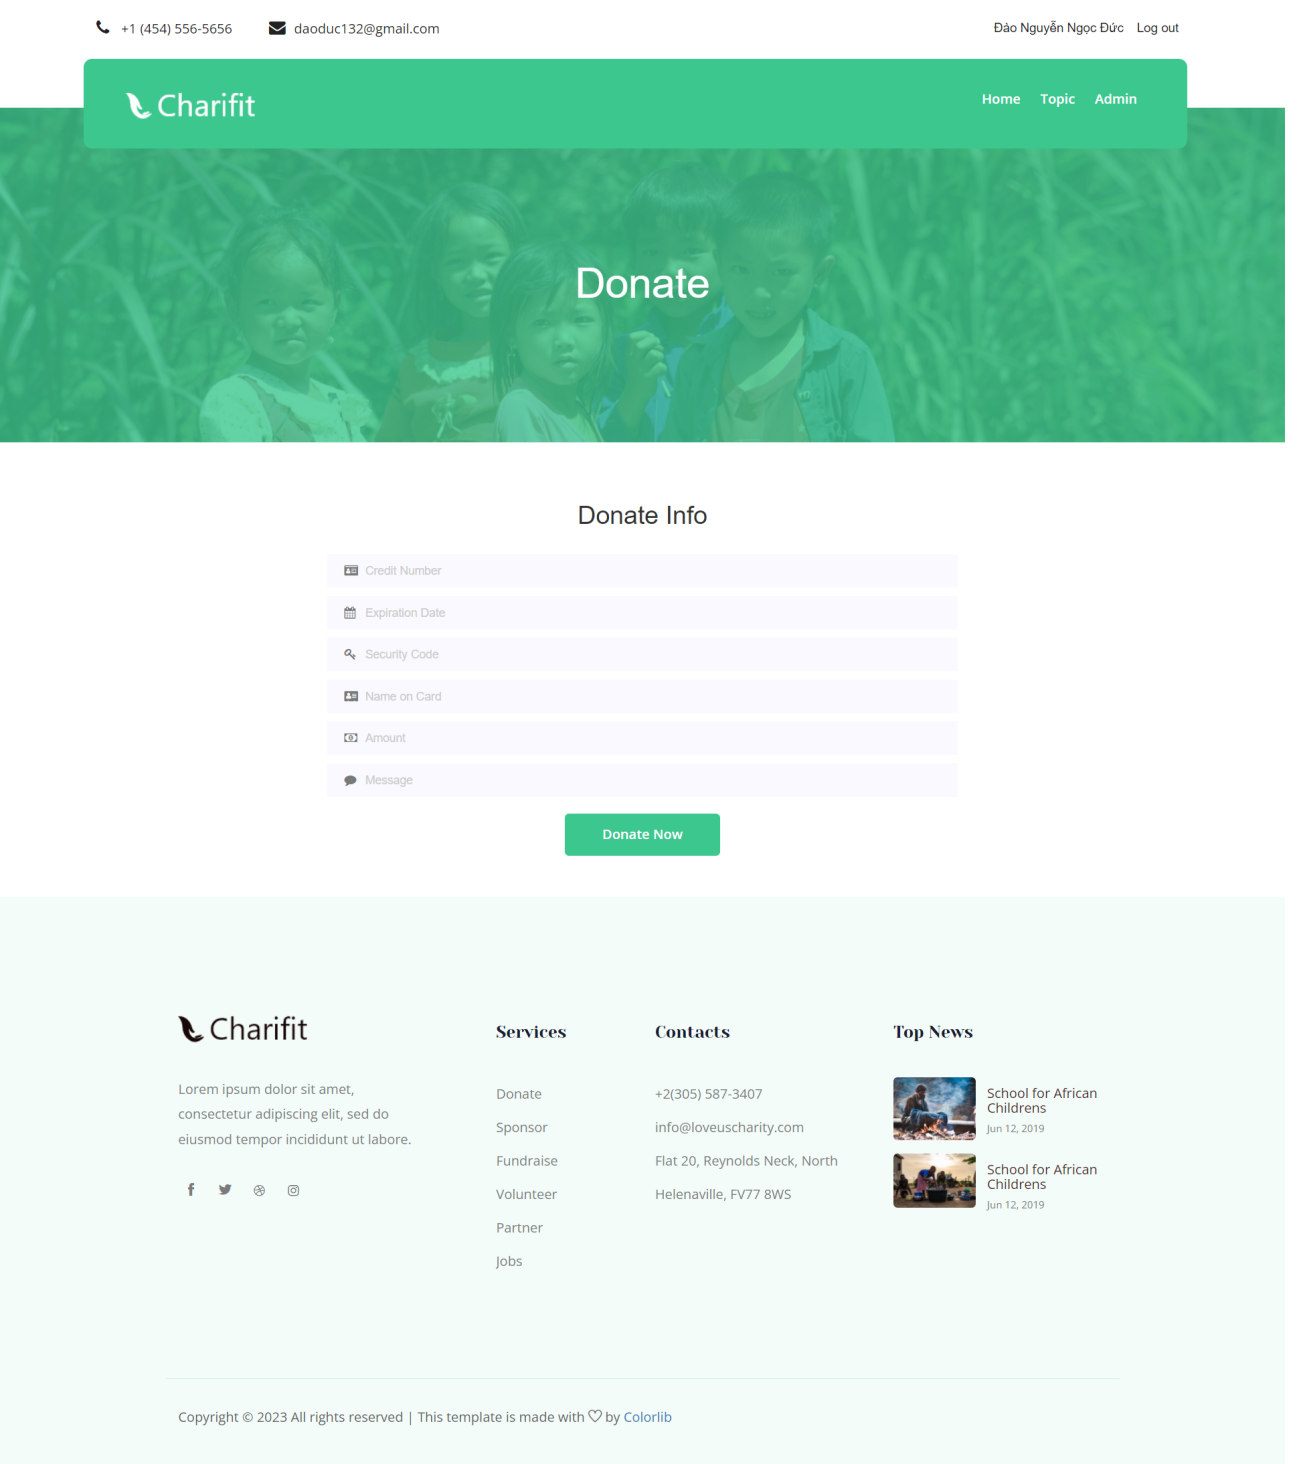 +1 (454) 556-5656
daoduc132@gmail.com
Đào Nguyễn Ngọc Đức
Log out
Charifit
Home
Topic
Admin
Donate
Donate Info
Credit Number
Expiration Date
Security Code
Name on Card
Amount
Message
Donate Now
Charifit
Lorem ipsum dolor sit amet,
consectetur adipiscing elit, sed do
eiusmod tempor incididunt ut labore.
Services
Donate
Sponsor
Fundraise
Volunteer
Partner
Jobs
Contacts
+2(305) 587-3407
info@loveuscharity.com
Flat 20, Reynolds Neck, North
Helenaville, FV77 8WS
Top News
School for African
Childrens
Jun 12, 2019
School for African
Childrens
Jun 12, 2019
Copyright © 2023 All rights reserved | This template is made with ♡ by Colorlib